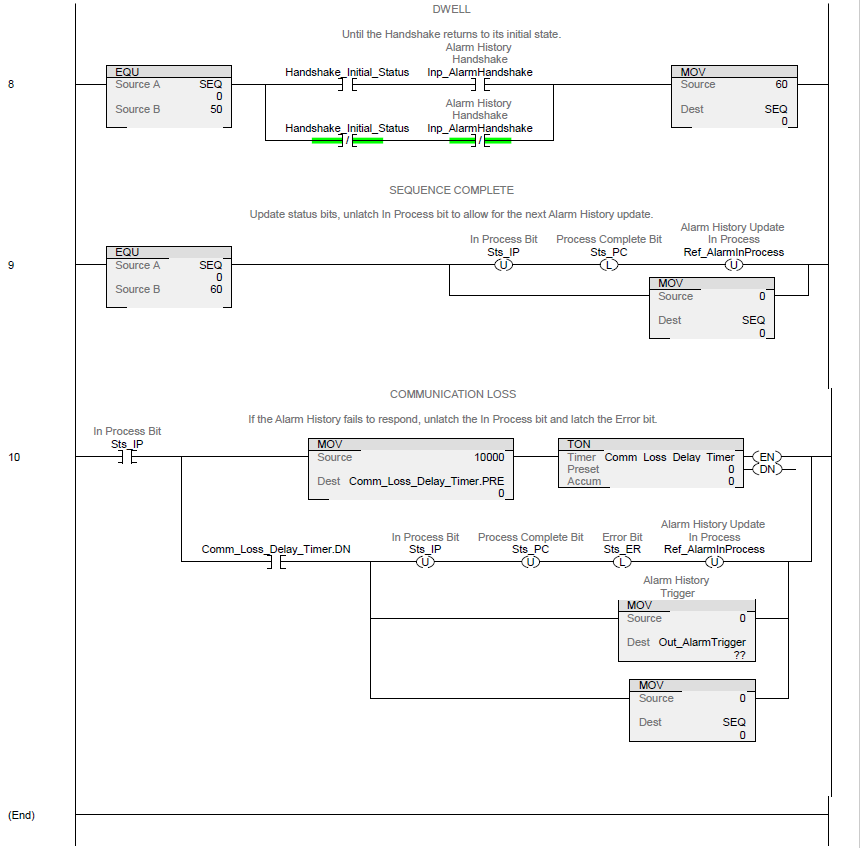 DWELL
Until the Handshake returns to its initial state.
Alarm History
Handshake
8
EQU
Source A SEQ
0
Source B 50
Handshake_Initial_Status Inp_AlarmHandshake
Alarm History
Handshake
Handshake_Initial_Status Inp_AlarmHandshake
/ /
MOV
Source 60
Dest SEQ
0
SEQUENCE COMPLETE
Update status bits, unlatch In Process bit to allow for the next Alarm History update.
9
EQU
Source A SEQ
0
Source B 60
Alarm History Update
In Process Bit Process Complete Bit In Process
Sts_IP Sts_PC Ref_AlarmInProcess
U L U
MOV
Source 0
Dest SEQ
0
COMMUNICATION LOSS
If the Alarm History fails to respond, unlatch the In Process bit and latch the Error bit.
In Process Bit
Sts_IP
10
MOV
Source 10000
Dest Comm_Loss_Delay_Timer.PRE
0
TON
Timer Comm_Loss_Delay_Timer
Preset 0
Accum 0
EN
DN
Alarm History Update
In Process Bit Process Complete Bit Error Bit In Process
Comm_Loss_Delay_Timer.DN Sts_IP Sts_PC Sts_ER Ref_AlarmInProcess
U U L U
Alarm History
Trigger
MOV
Source 0
Dest Out_AlarmTrigger
??
MOV
Source 0
Dest SEQ
0
(End)